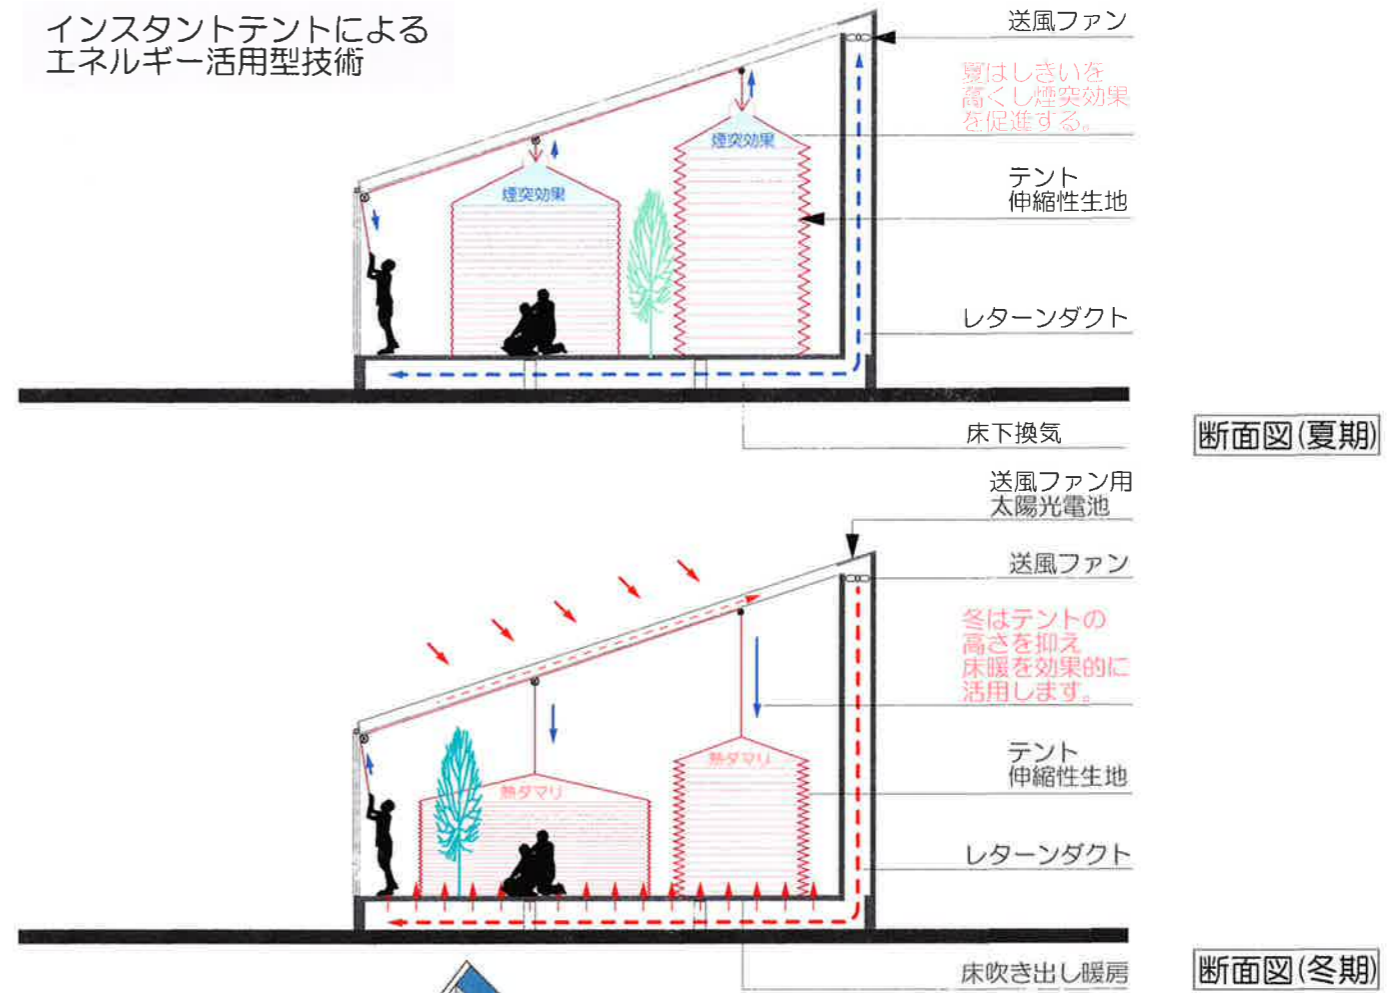 インスタントテントによる
エネルギー活用型技術
送風ファン
夏はしきいを
高くし煙突効果
を促進する。
煙突効果
煙突効果
テント
伸縮性生地
レターンダクト
床下換気
断面図(夏期)
送風ファン用
太陽光電池
送風ファン
冬はテントの
高さを抑え
床暖を効果的に
活用します。
熱ダマリ
熱ダマリ
テント
伸縮性生地
レターンダクト
床吹き出し暖房
断面図(冬期)